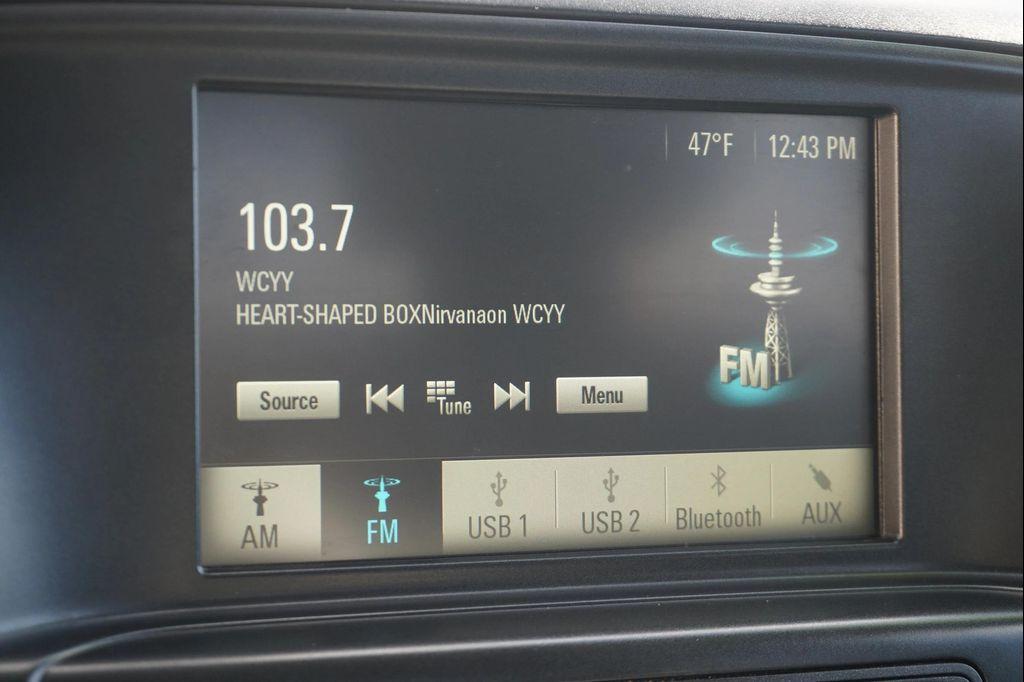 47°F 12:43 PM
103.7
WCYY
HEART-SHAPED BOXNirvanaon WCYY
FM
Source Tune Menu
AM FM USB 1 USB 2 Bluetooth AUX